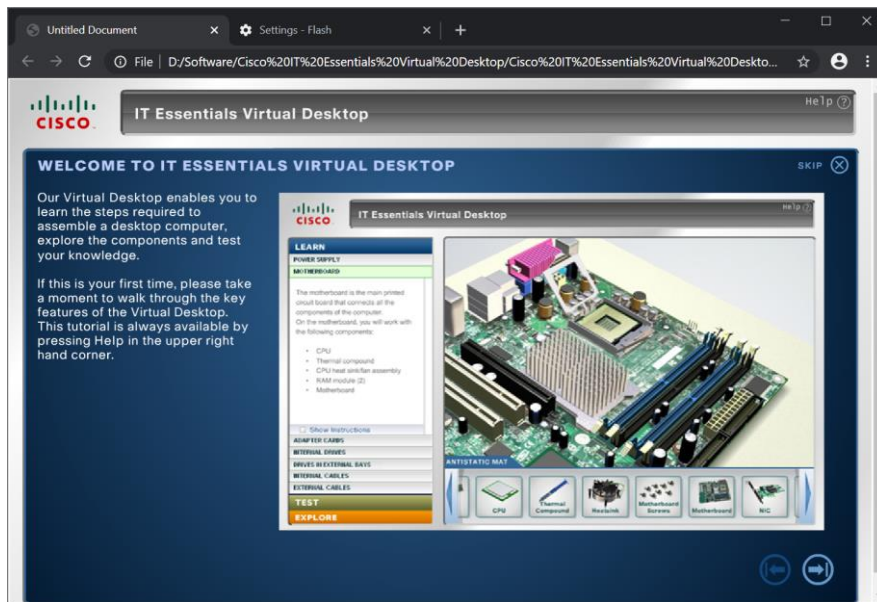 Untitled Document
Settings - Flash
File | D:/Software/Cisco%20IT%20Essentials%20Virtual%20Desktop/Cisco%20IT%20Essentials%20Virtual%20Deskto...
CISCO
IT Essentials Virtual Desktop
Help
WELCOME TO IT ESSENTIALS VIRTUAL DESKTOP
SKIP
Our Virtual Desktop enables you to
learn the steps required to
assemble a desktop computer,
explore the components and test
your knowledge.
If this is your first time, please take
a moment to walk through the key
features of the Virtual Desktop.
This tutorial is always available by
pressing Help in the upper right
hand corner.
CISCO
IT Essentials Virtual Desktop
Help
LEARN
POWER SUPPLY
MOTHERBOARD
The motherboard is the main printed
circuit board that connects all the
components of the computer.
On the motherboard, you will work with
the following components:
• CPU
• Thermal compound
• CPU heat sink/fan assembly
• RAM module (2)
• Motherboard
Show Instructions
ADAPTER CARDS
INTERNAL DRIVES
DRIVES IN EXTERNAL BAYS
INTERNAL CABLES
EXTERNAL CABLES
TEST
EXPLORE
ANTISTATIC MAT
CPU
Thermal
Compound
Heatsink
Motherboard
Screws
Motherboard
NIC